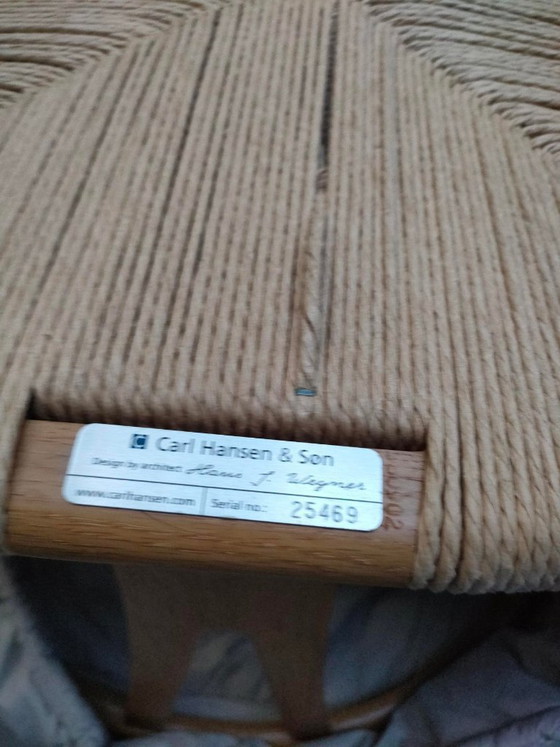 Carl Hansen & Søn
Design by architect: Hans J. Wegner
www.carlhansen.com Serial no.: 25469